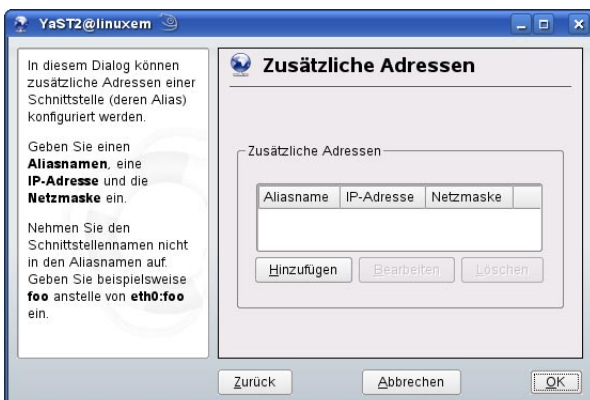 YaST2@linuxem
In diesem Dialog können
zusätzliche Adressen einer
Schnittstelle (deren Alias)
konfiguriert werden.
Geben Sie einen
Aliasnamen, eine
IP-Adresse und die
Netzmaske ein.
Nehmen Sie den
Schnittstellennamen nicht
in den Aliasnamen auf.
Geben Sie beispielsweise
foo anstelle von eth0:foo
ein.
Zusätzliche Adressen
Zusätzliche Adressen
Aliasname IP-Adresse Netzmaske
Hinzufügen Bearbeiten Löschen
Zurück Abbrechen OK